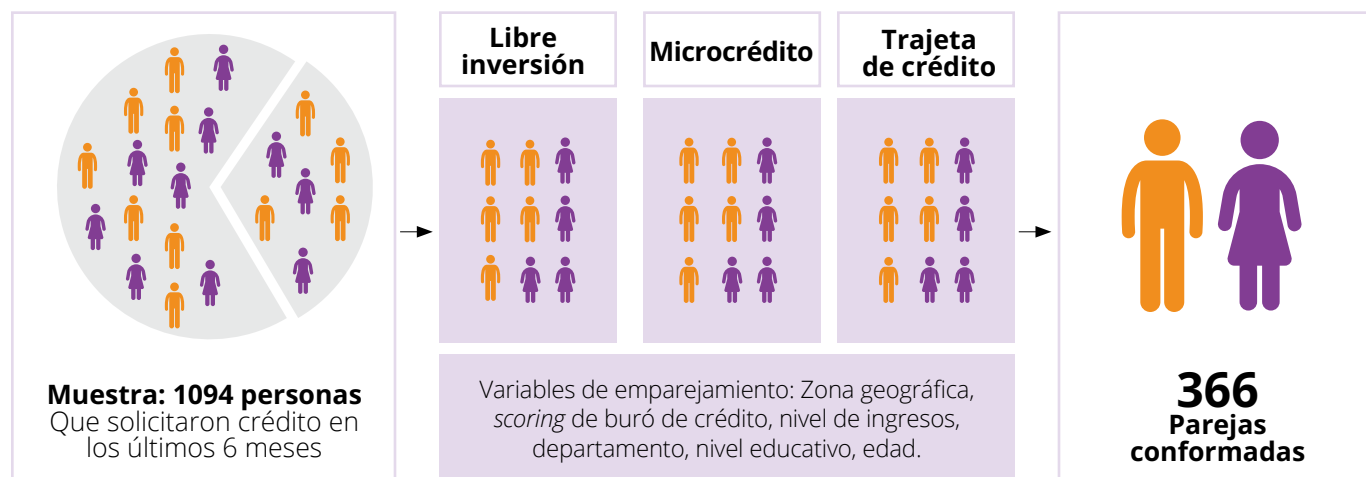 Muestra: 1094 personas
Que solicitaron crédito en
los últimos 6 meses
Libre
inversión
Microcrédito
Trajeta
de crédito
Variables de emparejamiento: Zona geográfica,
scoring de buró de crédito, nivel de ingresos,
departamento, nivel educativo, edad.
366
Parejas
conformadas